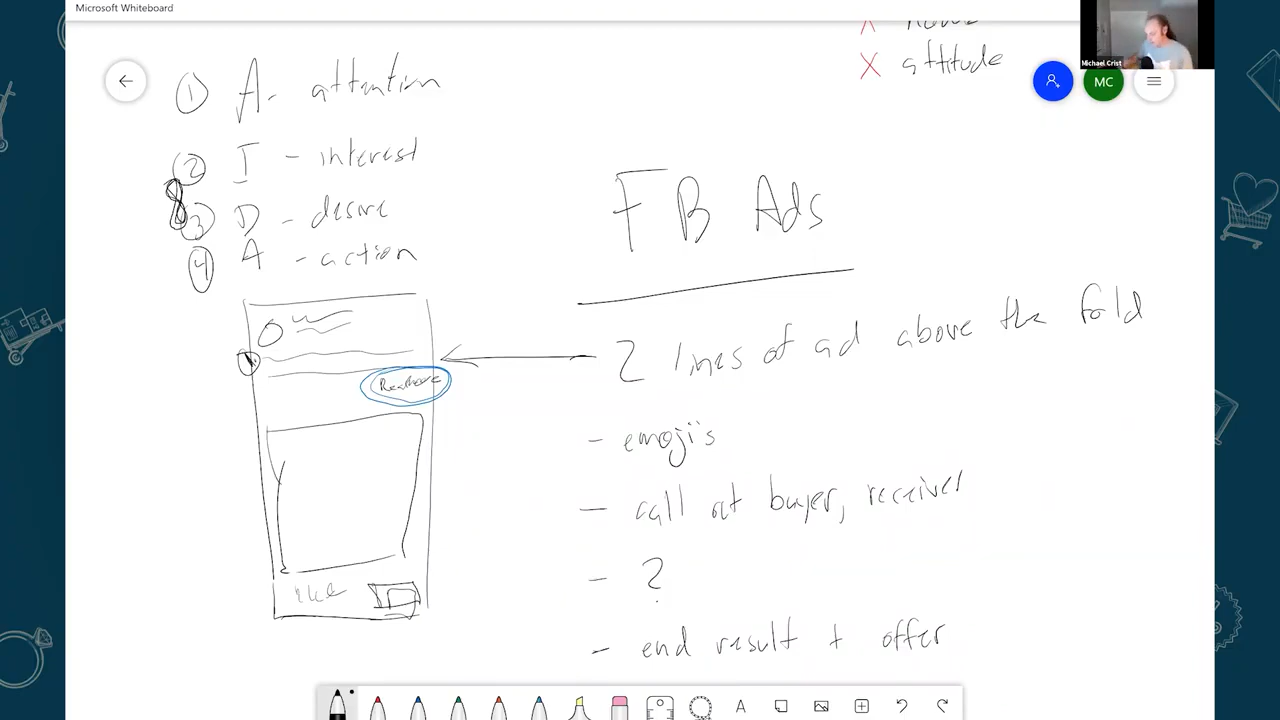 Microsoft Whiteboard
X
X attitude
Michael Crist
MC
1 A - attention
2 I - interest
3 D - desire
4 A - action
FB Ads
2 lines of ad above the fold
Readmore
- emoji's
- call out buyer, receiver
- ?
- end result + offer
A